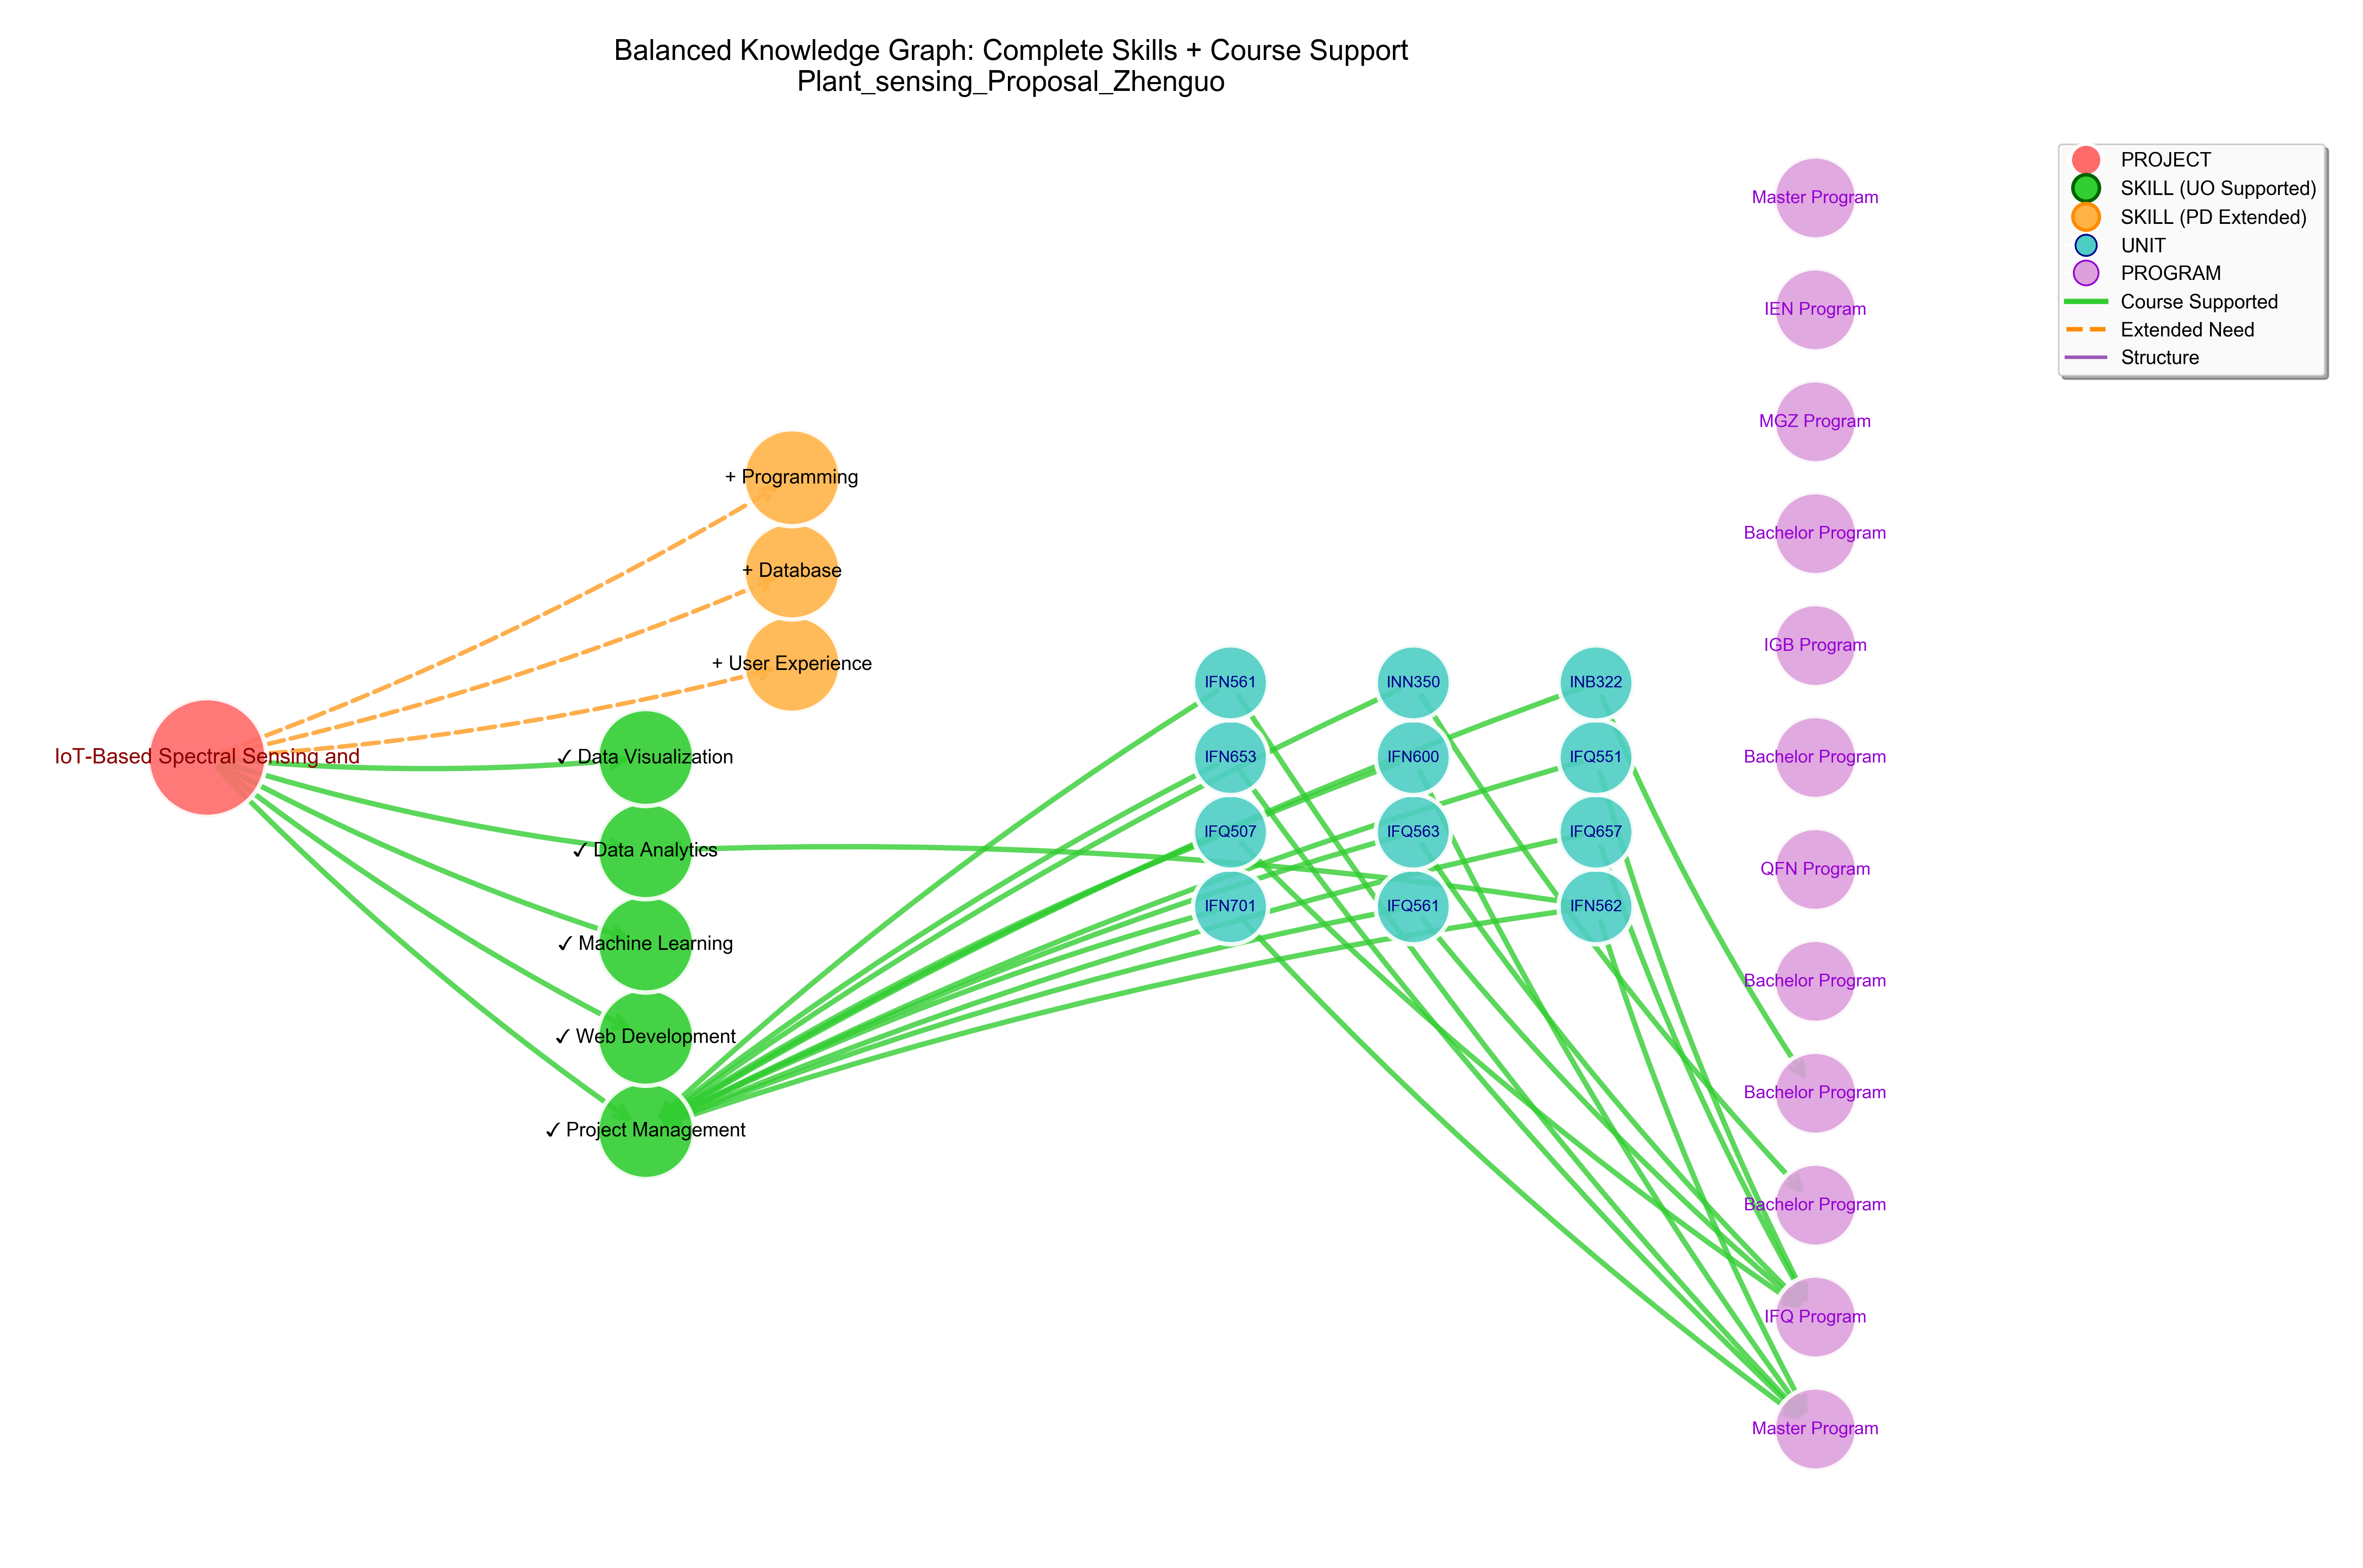 Balanced Knowledge Graph: Complete Skills + Course Support
Plant_sensing_Proposal_Zhenguo
PROJECT
SKILL (UO Supported)
SKILL (PD Extended)
UNIT
PROGRAM
Course Supported
Extended Need
Structure
IoT-Based Spectral Sensing and
+ Programming
+ Database
+ User Experience
✓ Data Visualization
✓ Data Analytics
✓ Machine Learning
✓ Web Development
✓ Project Management
IFN561
INN350
INB322
IFN653
IFN600
IFQ551
IFQ507
IFQ563
IFQ657
IFN701
IFQ561
IFN562
Master Program
IEN Program
MGZ Program
Bachelor Program
IGB Program
Bachelor Program
QFN Program
Bachelor Program
Bachelor Program
Bachelor Program
IFQ Program
Master Program